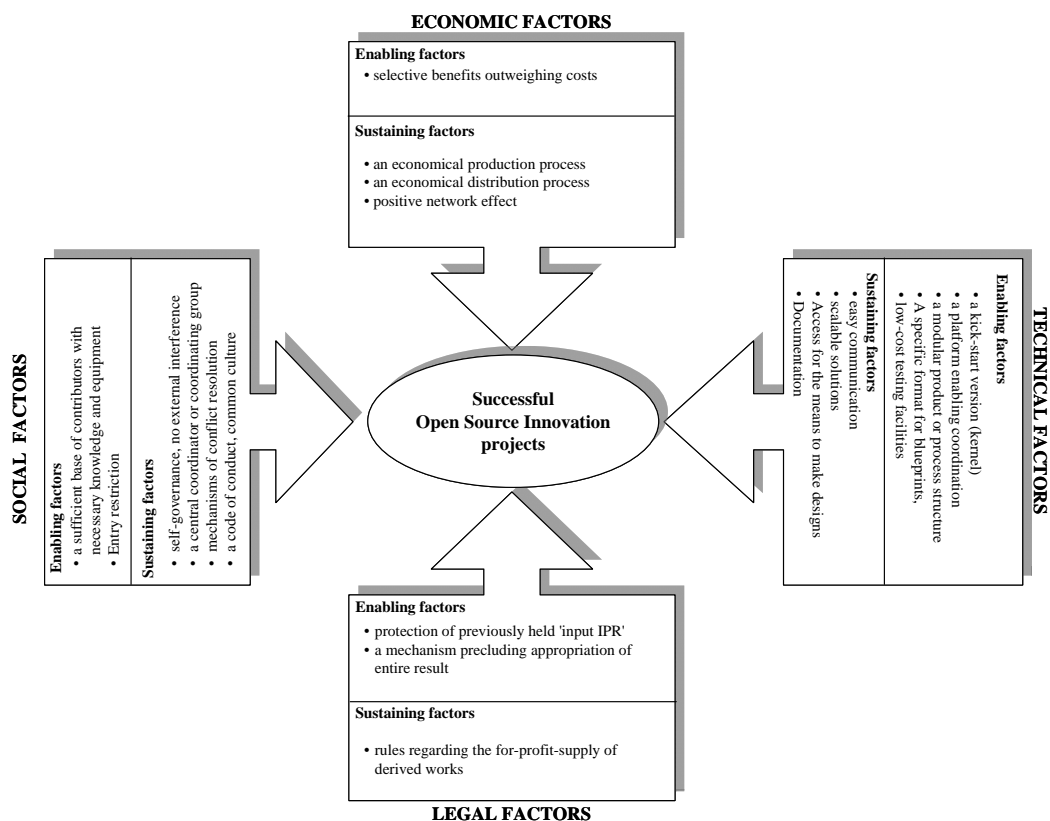 ECONOMIC FACTORS
Enabling factors
• selective benefits outweighing costs
Sustaining factors
• an economical production process
• an economical distribution process
• positive network effect
SOCIAL FACTORS
Enabling factors
• a sufficient base of contributors with
necessary knowledge and equipment
• Entry restriction
Sustaining factors
• self-governance, no external interference
• a central coordinator or coordinating group
• mechanisms of conflict resolution
• a code of conduct, common culture
Successful
Open Source Innovation
projects
TECHNICAL FACTORS
Enabling factors
• a kick-start version (kernel)
• a platform enabling coordination
• a modular product or process structure
• A specific format for blueprints,
• low-cost testing facilities
Sustaining factors
• easy communication
• scalable solutions
• Access for the means to make designs
• Documentation
Enabling factors
• protection of previously held 'input IPR'
• a mechanism precluding appropriation of
entire result
Sustaining factors
• rules regarding the for-profit-supply of
derived works
LEGAL FACTORS